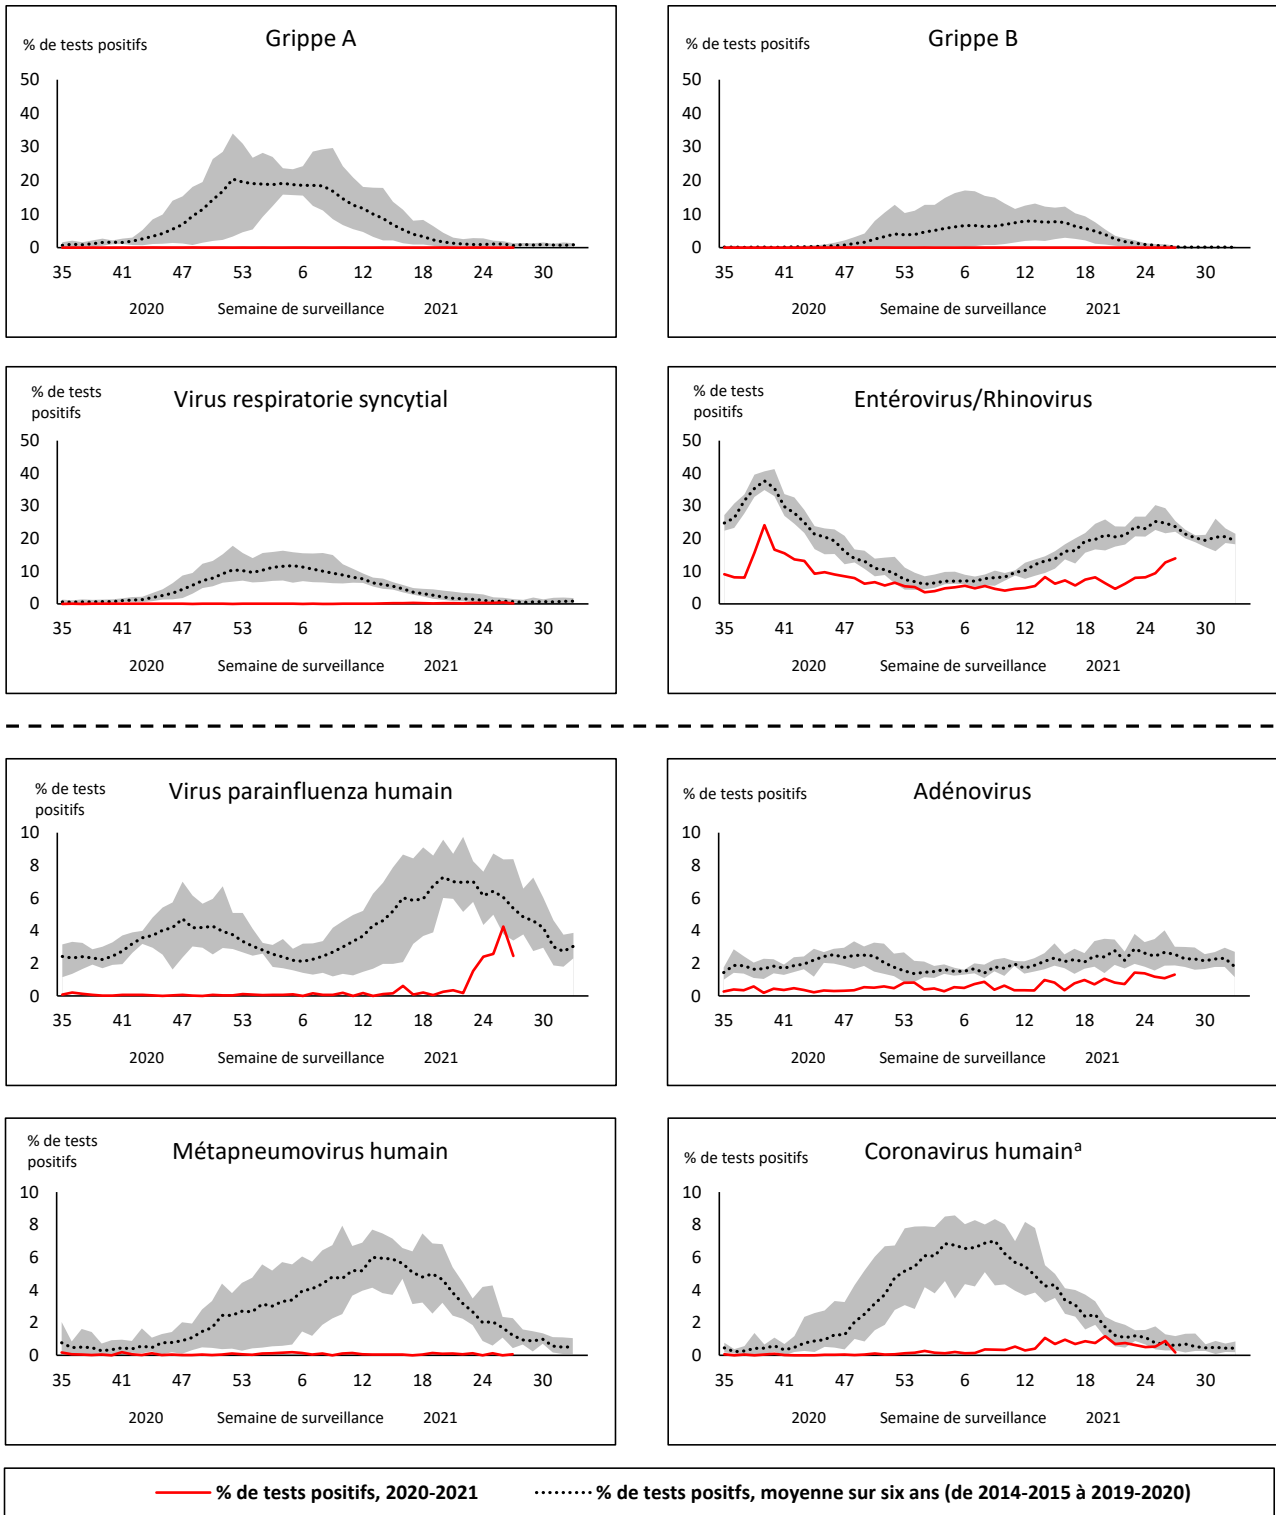 Grippe A
% de tests positifs
50
40
30
20
10
0
35 41 47 53 6 12 18 24 30
2020 Semaine de surveillance 2021
Grippe B
% de tests positifs
50
40
30
20
10
0
35 41 47 53 6 12 18 24 30
2020 Semaine de surveillance 2021
% de tests
positifs
Virus respiratorie syncytial
50
40
30
20
10
0
35 41 47 53 6 12 18 24 30
2020 Semaine de surveillance 2021
% de tests
positifs
Entérovirus/Rhinovirus
50
40
30
20
10
0
35 41 47 53 6 12 18 24 30
2020 Semaine de surveillance 2021
% de tests
positifs
Virus parainfluenza humain
10
8
6
4
2
0
35 41 47 53 6 12 18 24 30
2020 Semaine de surveillance 2021
% de tests positifs
Adénovirus
10
8
6
4
2
0
35 41 47 53 6 12 18 24 30
2020 Semaine de surveillance 2021
% de tests
positifs
Métapneumovirus humain
10
8
6
4
2
0
35 41 47 53 6 12 18 24 30
2020 Semaine de surveillance 2021
% de tests positifs
Coronavirus humainᵃ
10
8
6
4
2
0
35 41 47 53 6 12 18 24 30
2020 Semaine de surveillance 2021
% de tests positifs, 2020-2021
% de tests positfs, moyenne sur six ans (de 2014-2015 à 2019-2020)